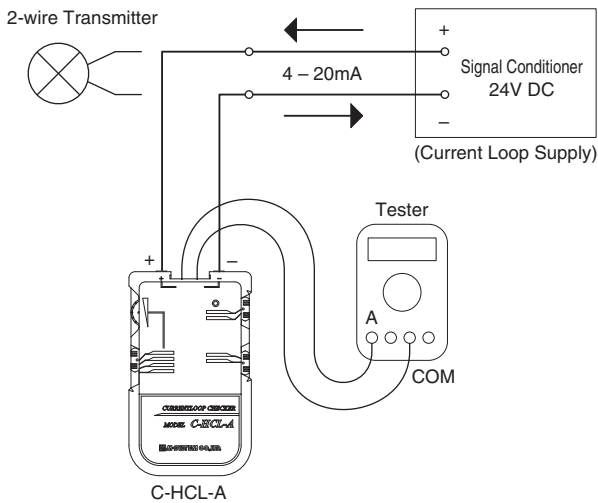 2-wire Transmitter
+
4 – 20mA
Signal Conditioner
24V DC
–
(Current Loop Supply)
Tester
+
–
A
COM
CURRENTLOOP CHECKER
MODEL C-HCL-A
C-HCL-A